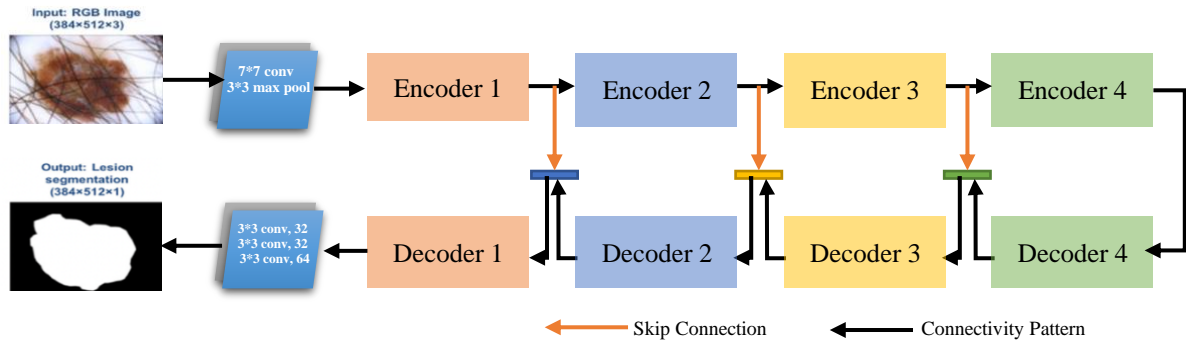 Input: RGB Image
(384×512×3)
7*7 conv
3*3 max pool
Encoder 1
Encoder 2
Encoder 3
Encoder 4
Output: Lesion
segmentation
(384×512×1)
3*3 conv, 32
3*3 conv, 32
3*3 conv, 64
Decoder 1
Decoder 2
Decoder 3
Decoder 4
Skip Connection
Connectivity Pattern